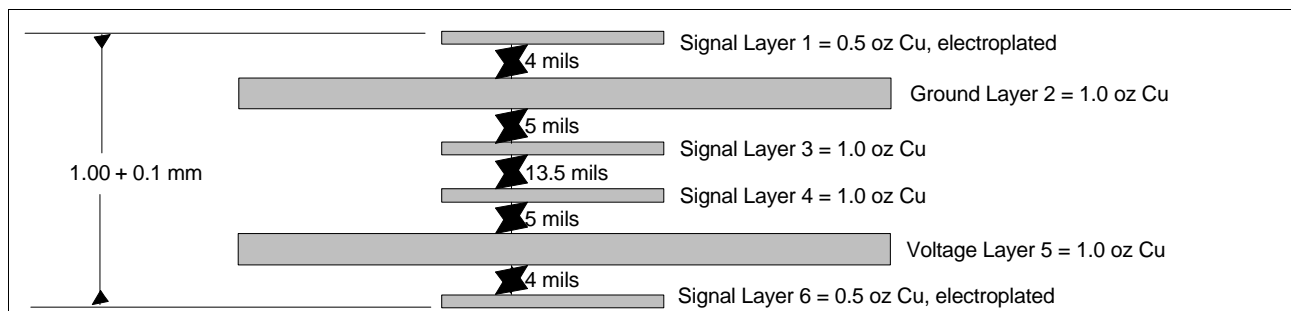 Signal Layer 1 = 0.5 oz Cu, electroplated
4 mils
Ground Layer 2 = 1.0 oz Cu
5 mils
Signal Layer 3 = 1.0 oz Cu
1.00 + 0.1 mm
13.5 mils
Signal Layer 4 = 1.0 oz Cu
5 mils
Voltage Layer 5 = 1.0 oz Cu
4 mils
Signal Layer 6 = 0.5 oz Cu, electroplated